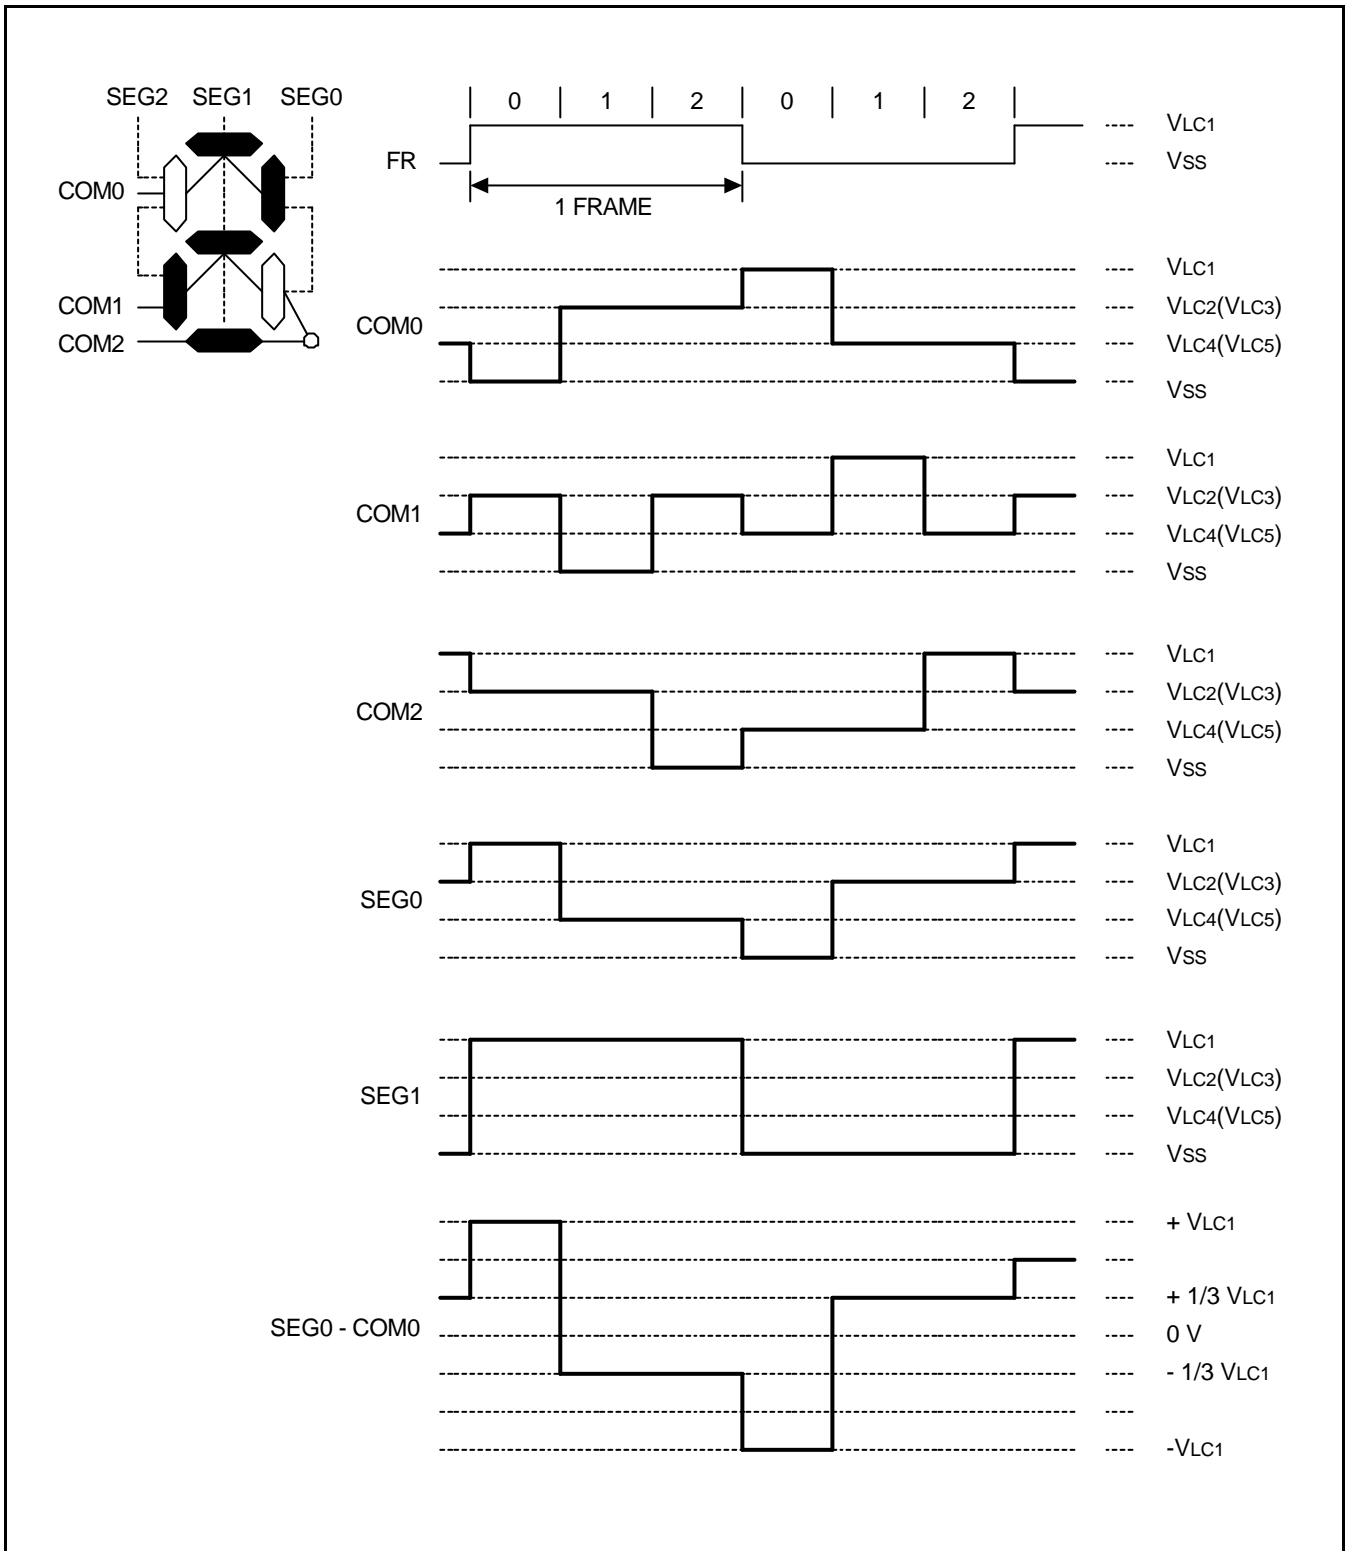 SEG2 SEG1 SEG0
COM0
COM1
COM2
0 1 2 0 1 2
FR
VLC1
VSS
1 FRAME
COM0
VLC1
VLC2(VLC3)
VLC4(VLC5)
VSS
COM1
VLC1
VLC2(VLC3)
VLC4(VLC5)
VSS
COM2
VLC1
VLC2(VLC3)
VLC4(VLC5)
VSS
SEG0
VLC1
VLC2(VLC3)
VLC4(VLC5)
VSS
SEG1
VLC1
VLC2(VLC3)
VLC4(VLC5)
VSS
SEG0 - COM0
+ VLC1
+ 1/3 VLC1
0 V
- 1/3 VLC1
-VLC1